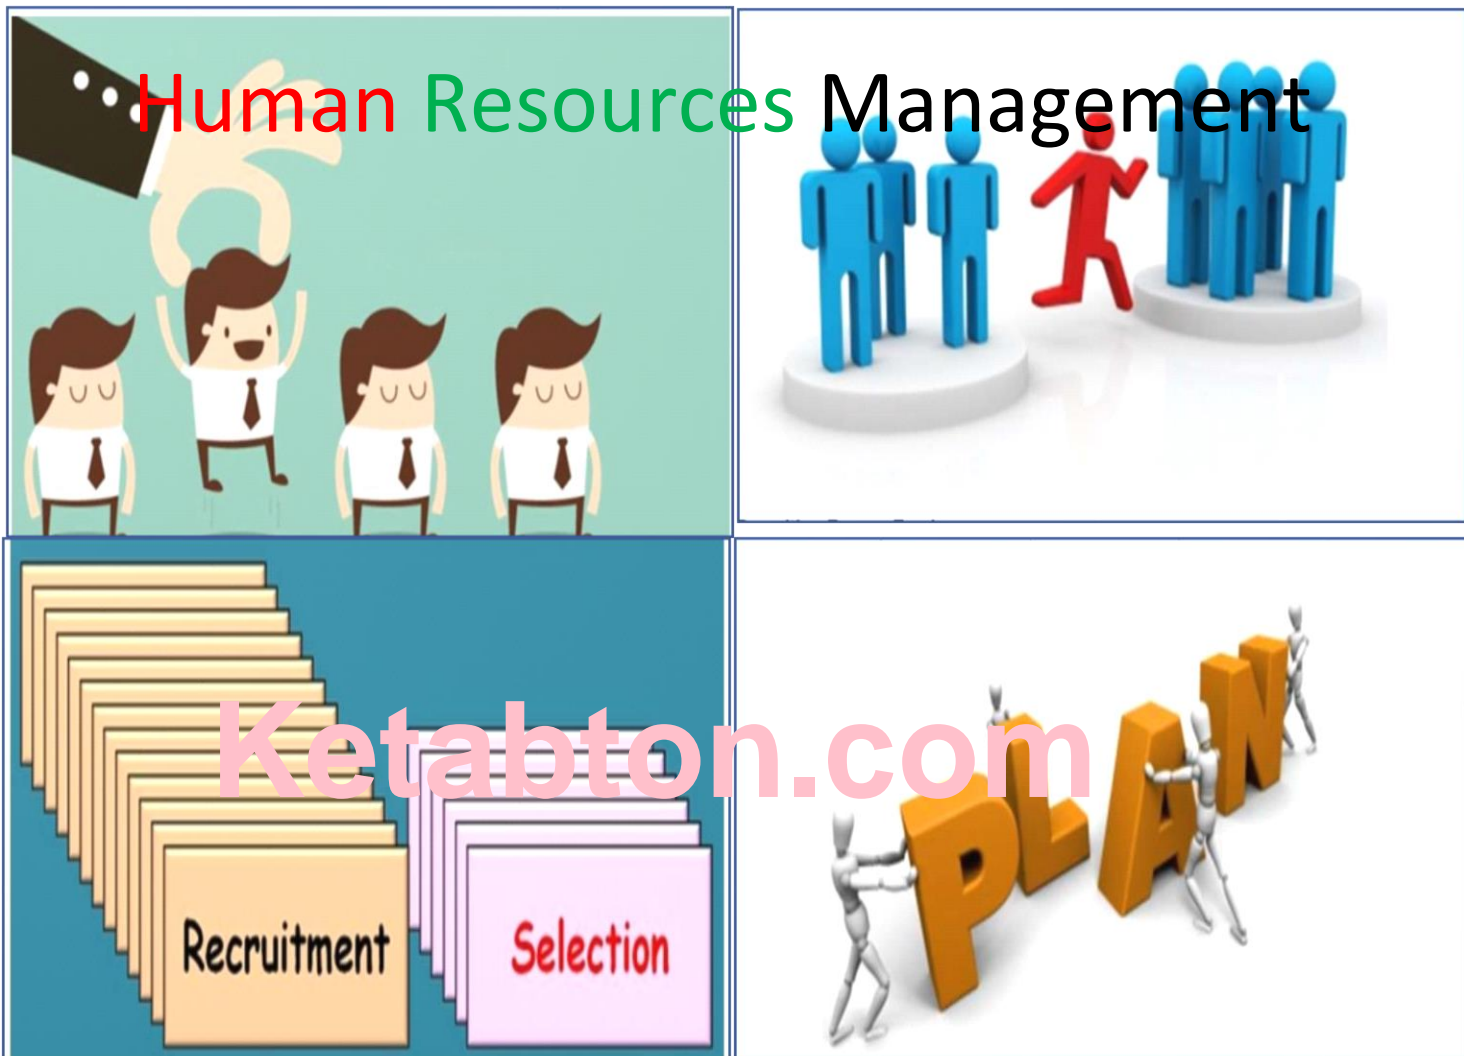 Human Resources Management
Ketabton.com
Recruitment
Selection
PLAN